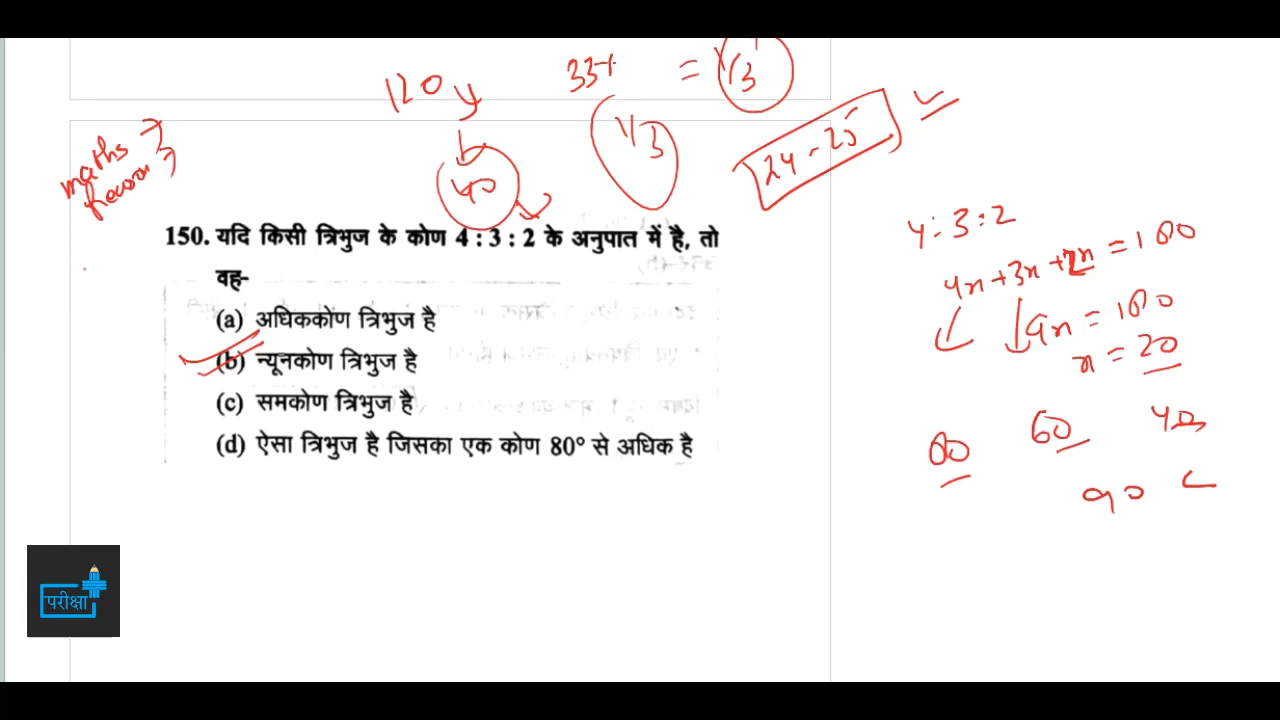 120 y
33% = 1/3
1/3
40
24-25
maths
150. यदि किसी त्रिभुज के कोण 4 : 3 : 2 के अनुपात में है, तो
वह-
(a) अधिककोण त्रिभुज है
(b) न्यूनकोण त्रिभुज है
(c) समकोण त्रिभुज है
(d) ऐसा त्रिभुज है जिसका एक कोण 80° से अधिक है
4:3:2
4x+3x+2x=180
9x=180
x=20
80 60 40
90
परीक्षा